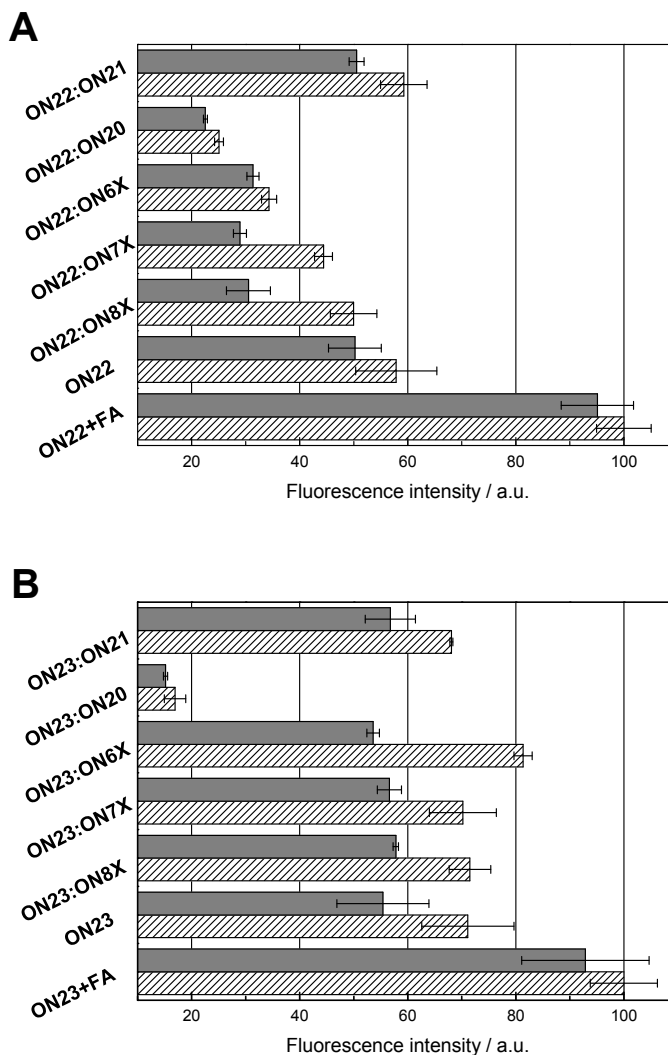 A
ON22:ON21
ON22:ON20
ON22:ON6X
ON22:ON7X
ON22:ON8X
ON22
ON22+FA
20 40 60 80 100
Fluorescence intensity / a.u.
B
ON23:ON21
ON23:ON20
ON23:ON6X
ON23:ON7X
ON23:ON8X
ON23
ON23+FA
20 40 60 80 100
Fluorescence intensity / a.u.